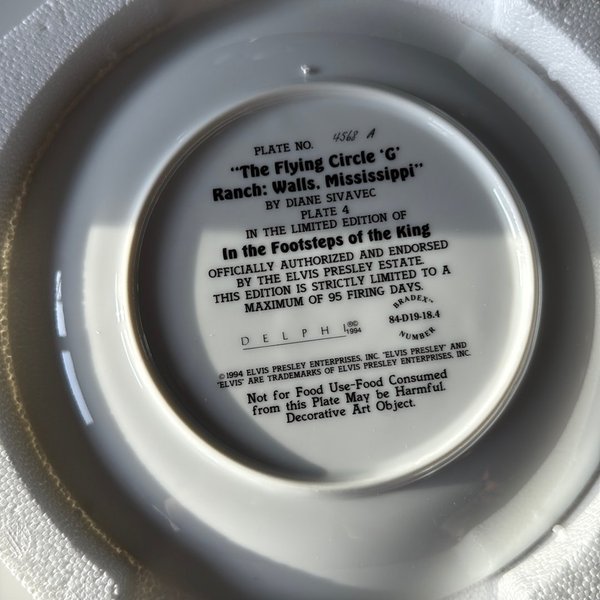 PLATE NO. 4568 A
"The Flying Circle 'G'
Ranch: Walls, Mississippi"
BY DIANE SIVAVEC
PLATE 4
IN THE LIMITED EDITION OF
In the Footsteps of the King
OFFICIALLY AUTHORIZED AND ENDORSED
BY THE ELVIS PRESLEY ESTATE.
THIS EDITION IS STRICTLY LIMITED TO A
MAXIMUM OF 95 FIRING DAYS.
DELPHI ®© 1994
BRADEX™
84-D19-18.4
NUMBER
©1994 ELVIS PRESLEY ENTERPRISES, INC. "ELVIS PRESLEY" AND
"ELVIS" ARE TRADEMARKS OF ELVIS PRESLEY ENTERPRISES, INC.
Not for Food Use-Food Consumed
from this Plate May be Harmful.
Decorative Art Object.